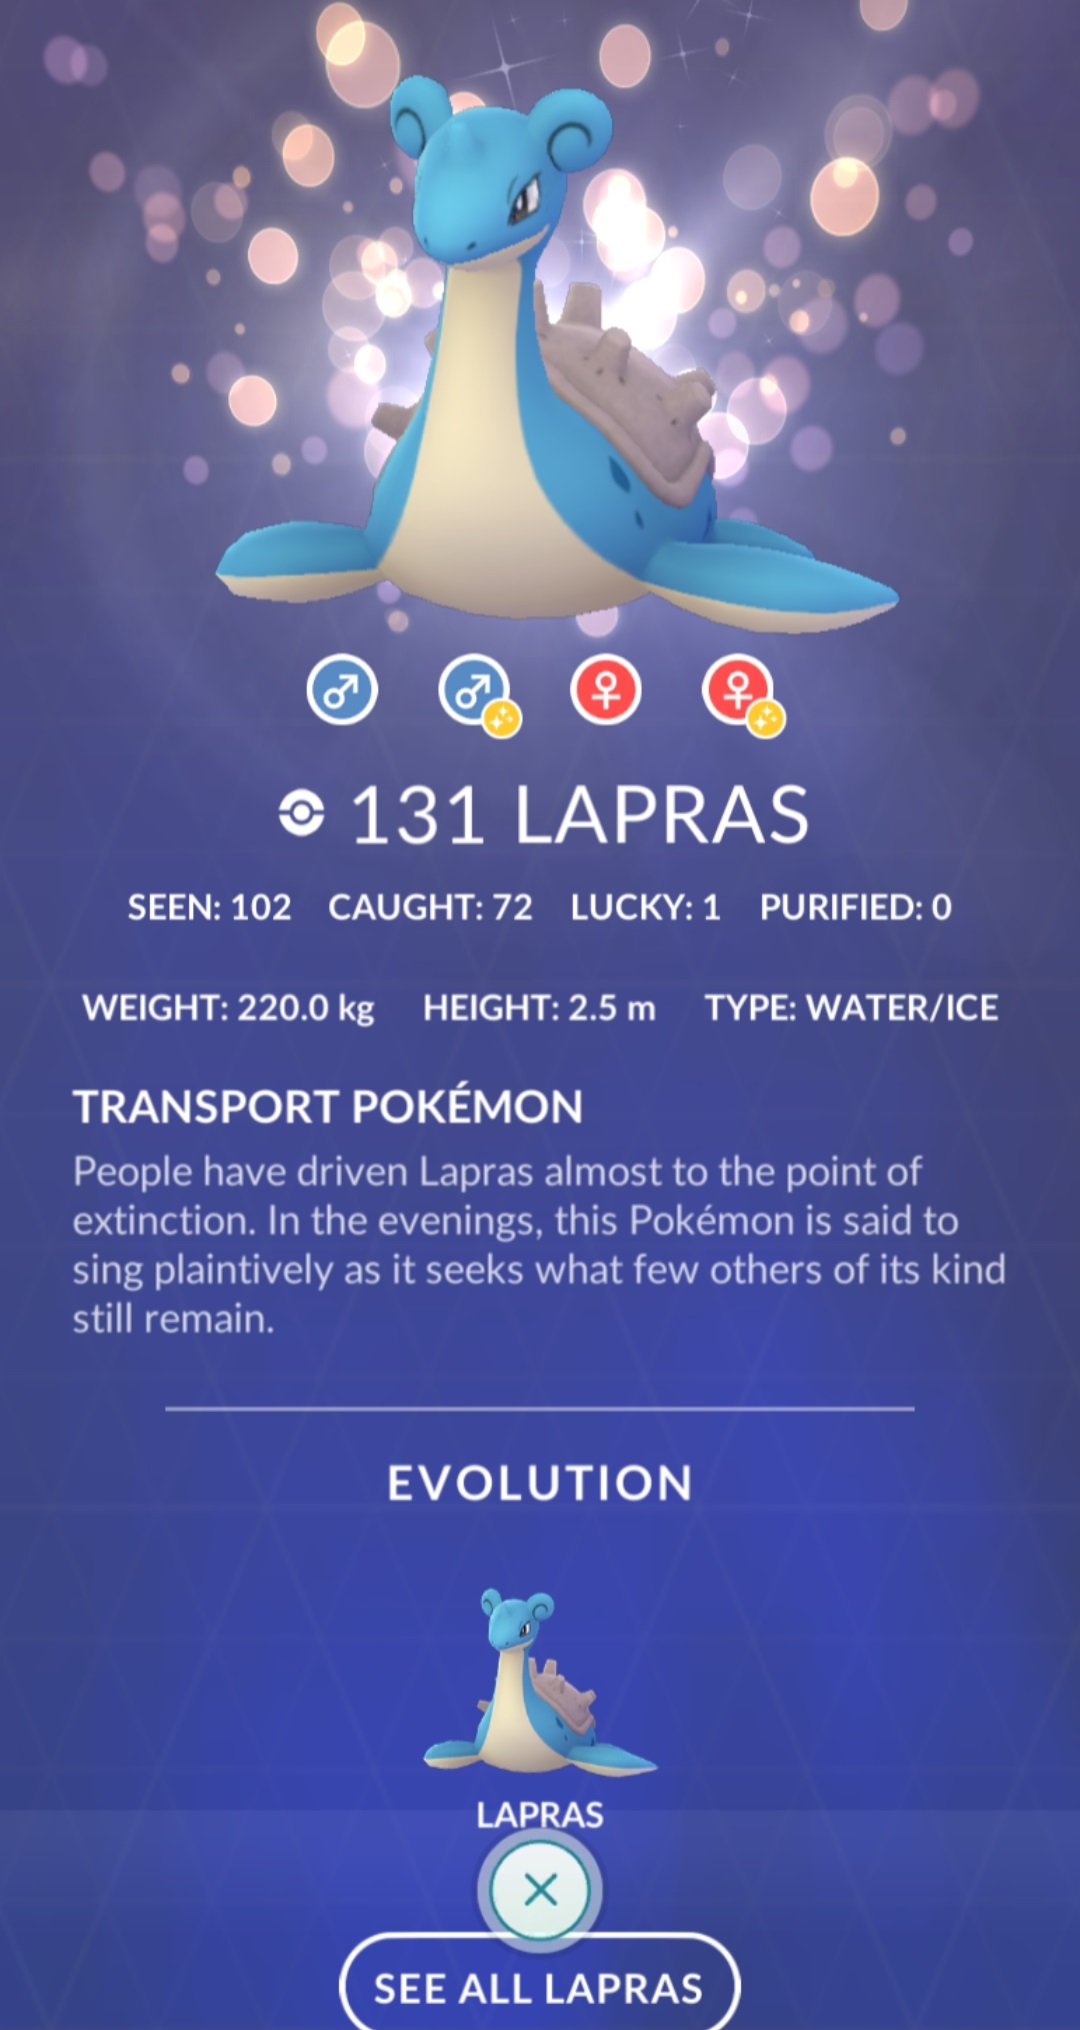 131 LAPRAS
SEEN: 102 CAUGHT: 72 LUCKY: 1 PURIFIED: 0
WEIGHT: 220.0 kg HEIGHT: 2.5 m TYPE: WATER/ICE
TRANSPORT POKÉMON
People have driven Lapras almost to the point of
extinction. In the evenings, this Pokémon is said to
sing plaintively as it seeks what few others of its kind
still remain.
EVOLUTION
LAPRAS
SEE ALL LAPRAS